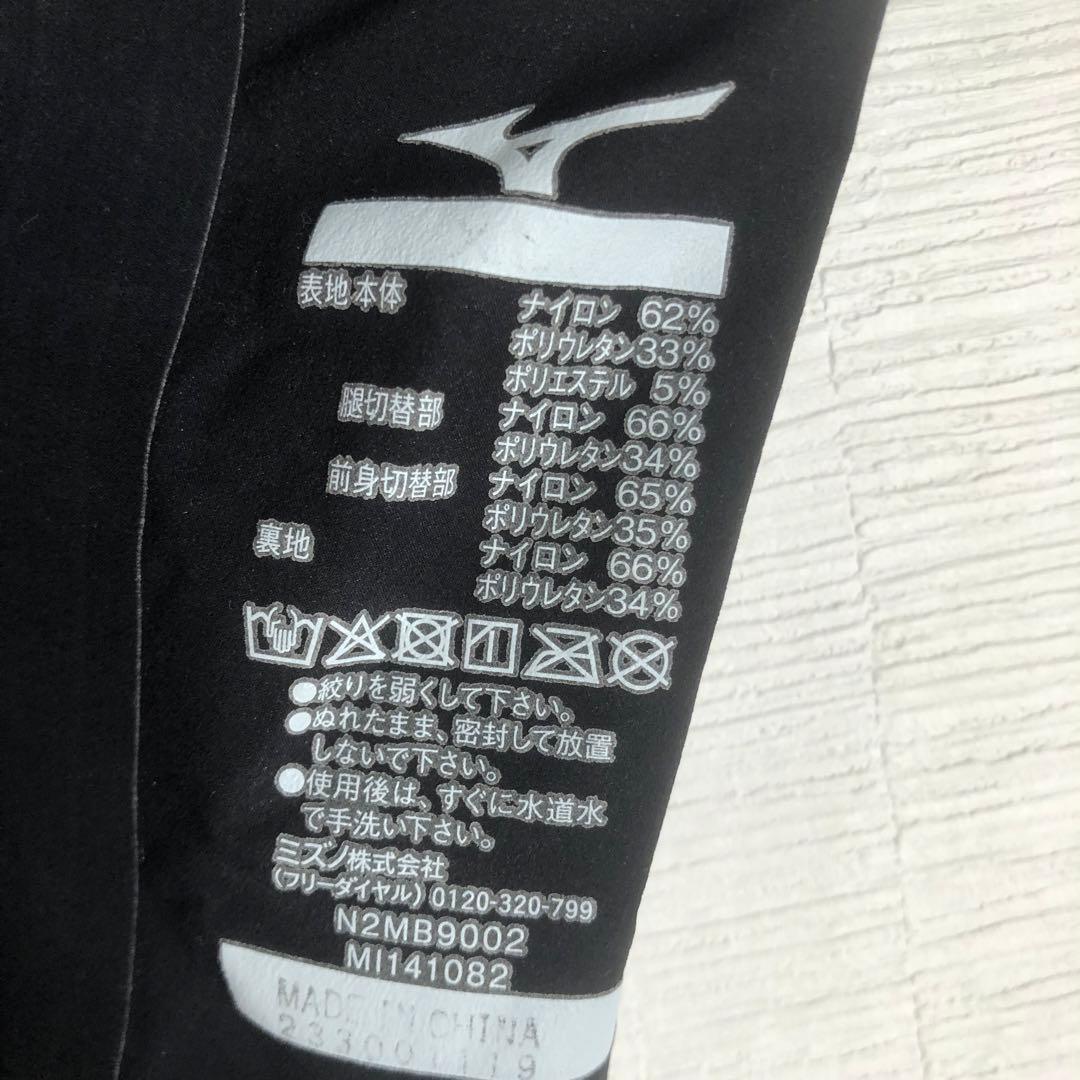 表地本体 ナイロン 62%
ポリウレタン33%
ポリエステル 5%
腿切替部 ナイロン 66%
ポリウレタン34%
前身切替部 ナイロン 65%
ポリウレタン35%
裏地 ナイロン 66%
ポリウレタン34%
●絞りを弱くして下さい。
●ぬれたまま、密封して放置
しないで下さい。
●使用後は、すぐに水道水
で手洗い下さい。
ミズノ株式会社
(フリーダイヤル) 0120-320-799
N2MB9002
MI141082
MADE IN CHINA